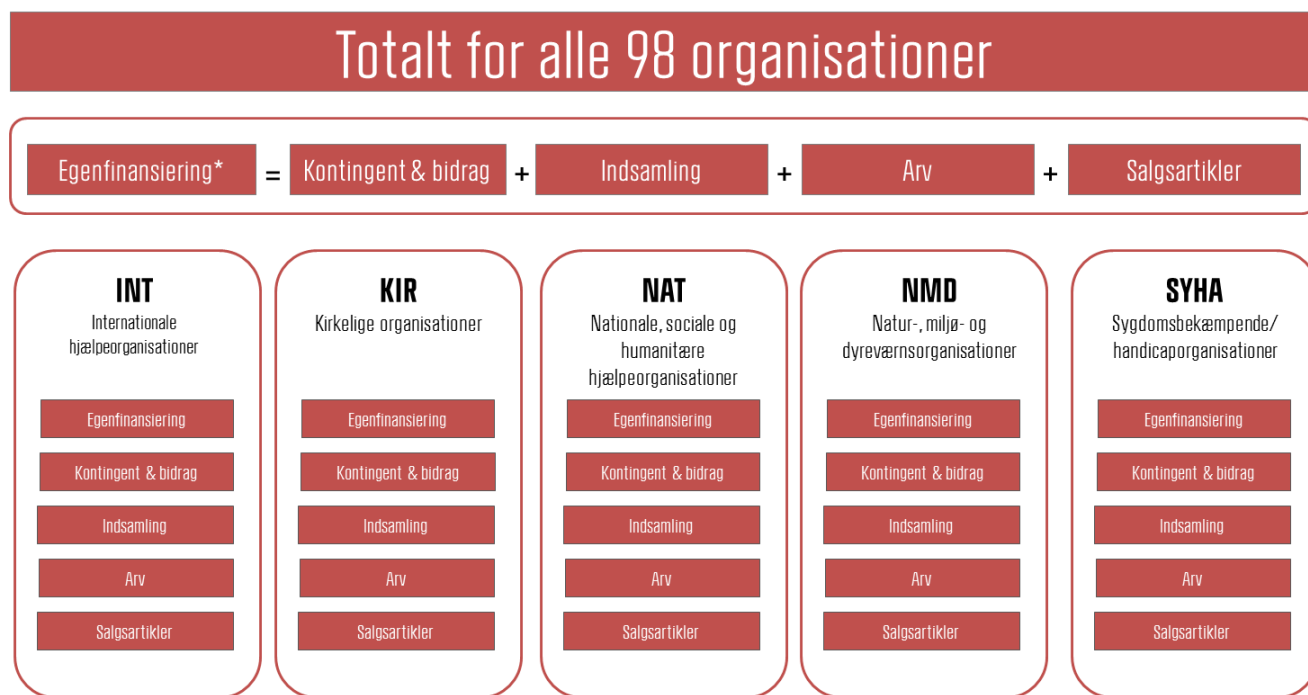 Totalt for alle 98 organisationer
Egenfinansiering* = Kontingent & bidrag + Indsamling + Arv + Salgsartikler
INT
Internationale
hjælpeorganisationer
Egenfinansiering
Kontingent & bidrag
Indsamling
Arv
Salgsartikler
KIR
Kirkelige organisationer
Egenfinansiering
Kontingent & bidrag
Indsamling
Arv
Salgsartikler
NAT
Nationale, sociale og
humanitære
hjælpeorganisationer
Egenfinansiering
Kontingent & bidrag
Indsamling
Arv
Salgsartikler
NMD
Natur-, miljø- og
dyreværnsorganisationer
Egenfinansiering
Kontingent & bidrag
Indsamling
Arv
Salgsartikler
SYHA
Sygdomsbekæmpende/
handicaporganisationer
Egenfinansiering
Kontingent & bidrag
Indsamling
Arv
Salgsartikler